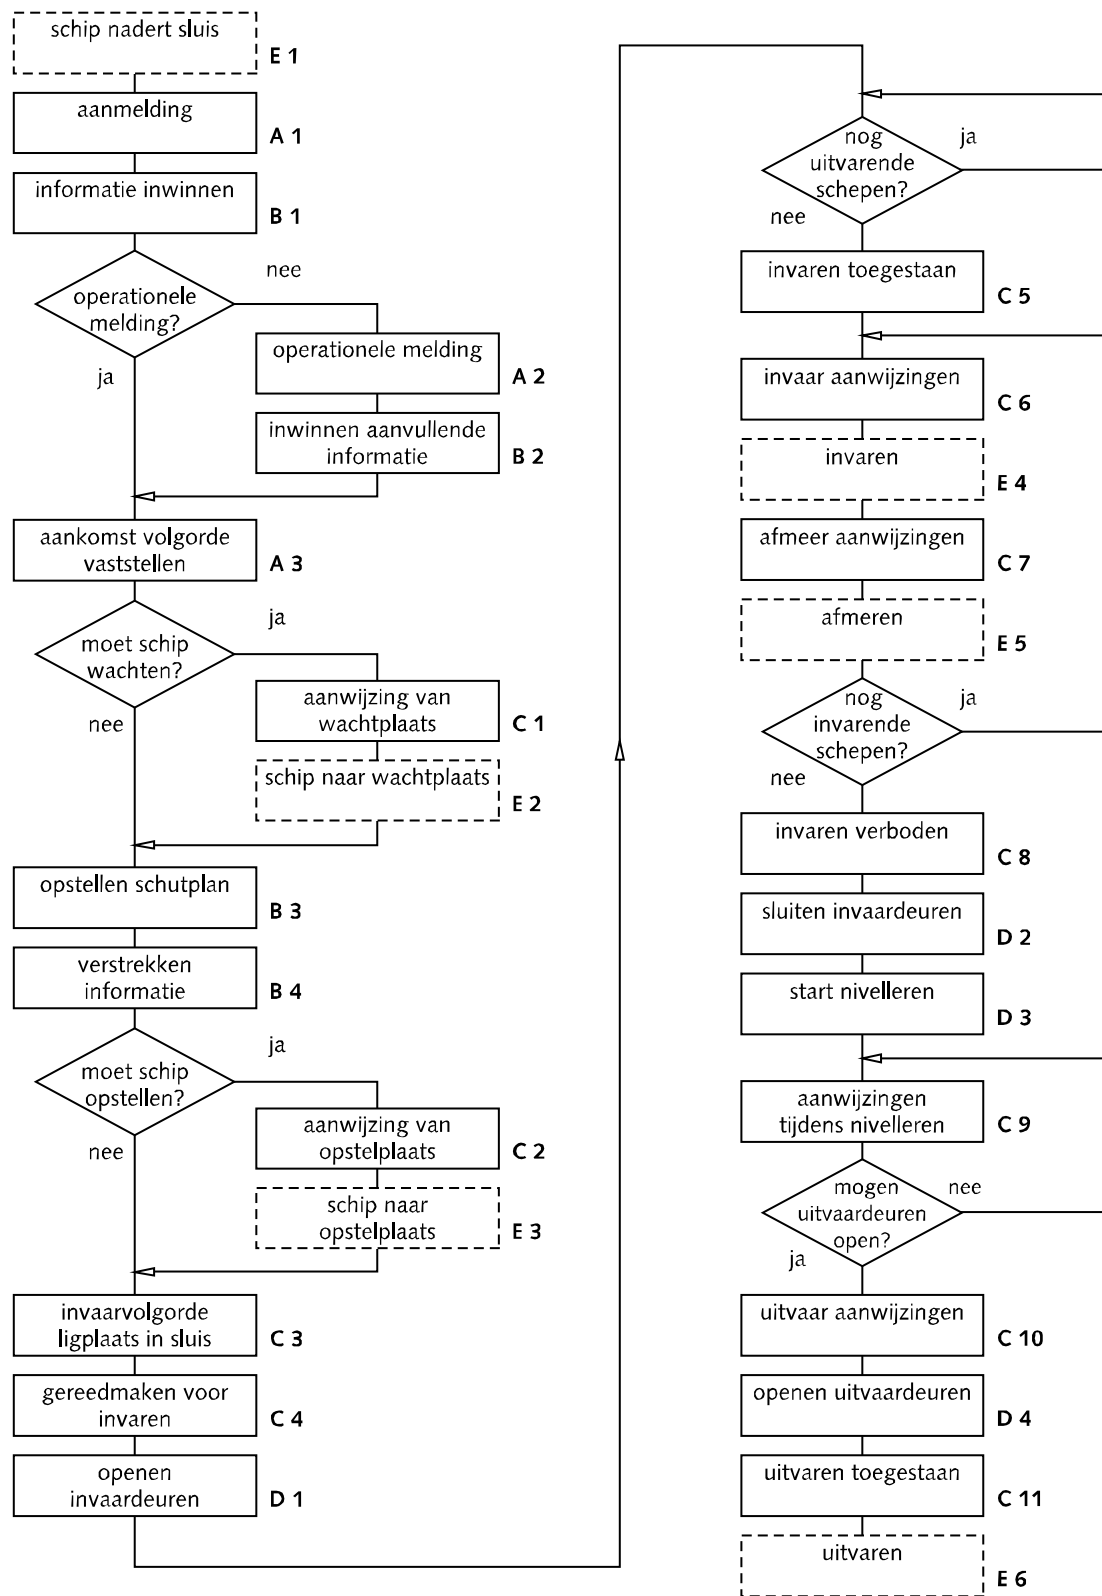 schip nadert sluis
E 1
aanmelding
A 1
informatie inwinnen
B 1
nee
operationele
melding?
ja
operationele melding
A 2
inwinnen aanvullende
informatie
B 2
aankomst volgorde
vaststellen
A 3
ja
moet schip
wachten?
nee
aanwijzing van
wachtplaats
C 1
schip naar wachtplaats
E 2
opstellen schutplan
B 3
verstrekken
informatie
B 4
ja
moet schip
opstellen?
nee
aanwijzing van
opstelplaats
C 2
schip naar
opstelplaats
E 3
invaarvolgorde
ligplaats in sluis
C 3
gereedmaken voor
invaren
C 4
openen
invaardeuren
D 1
nog
uitvarende
schepen?
ja
nee
invaren toegestaan
C 5
invaar aanwijzingen
C 6
invaren
E 4
afmeer aanwijzingen
C 7
afmeren
E 5
nog
invarende
schepen?
ja
nee
invaren verboden
C 8
sluiten invaardeuren
D 2
start nivelleren
D 3
aanwijzingen
tijdens nivelleren
C 9
mogen
uitvaardeuren
open?
nee
ja
uitvaar aanwijzingen
C 10
openen uitvaardeuren
D 4
uitvaren toegestaan
C 11
uitvaren
E 6